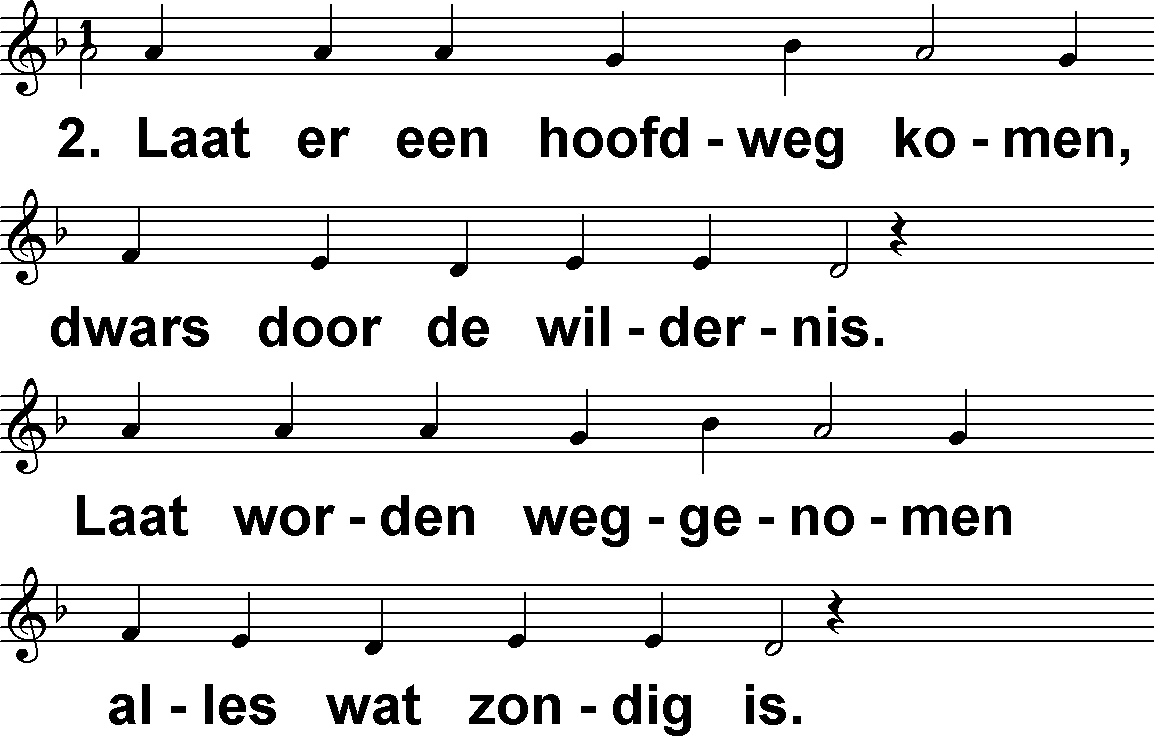 1
2. Laat er een hoofd - weg ko - men,
dwars door de wil - der - nis.
Laat wor - den weg - ge - no - men
al - les wat zon - dig is.